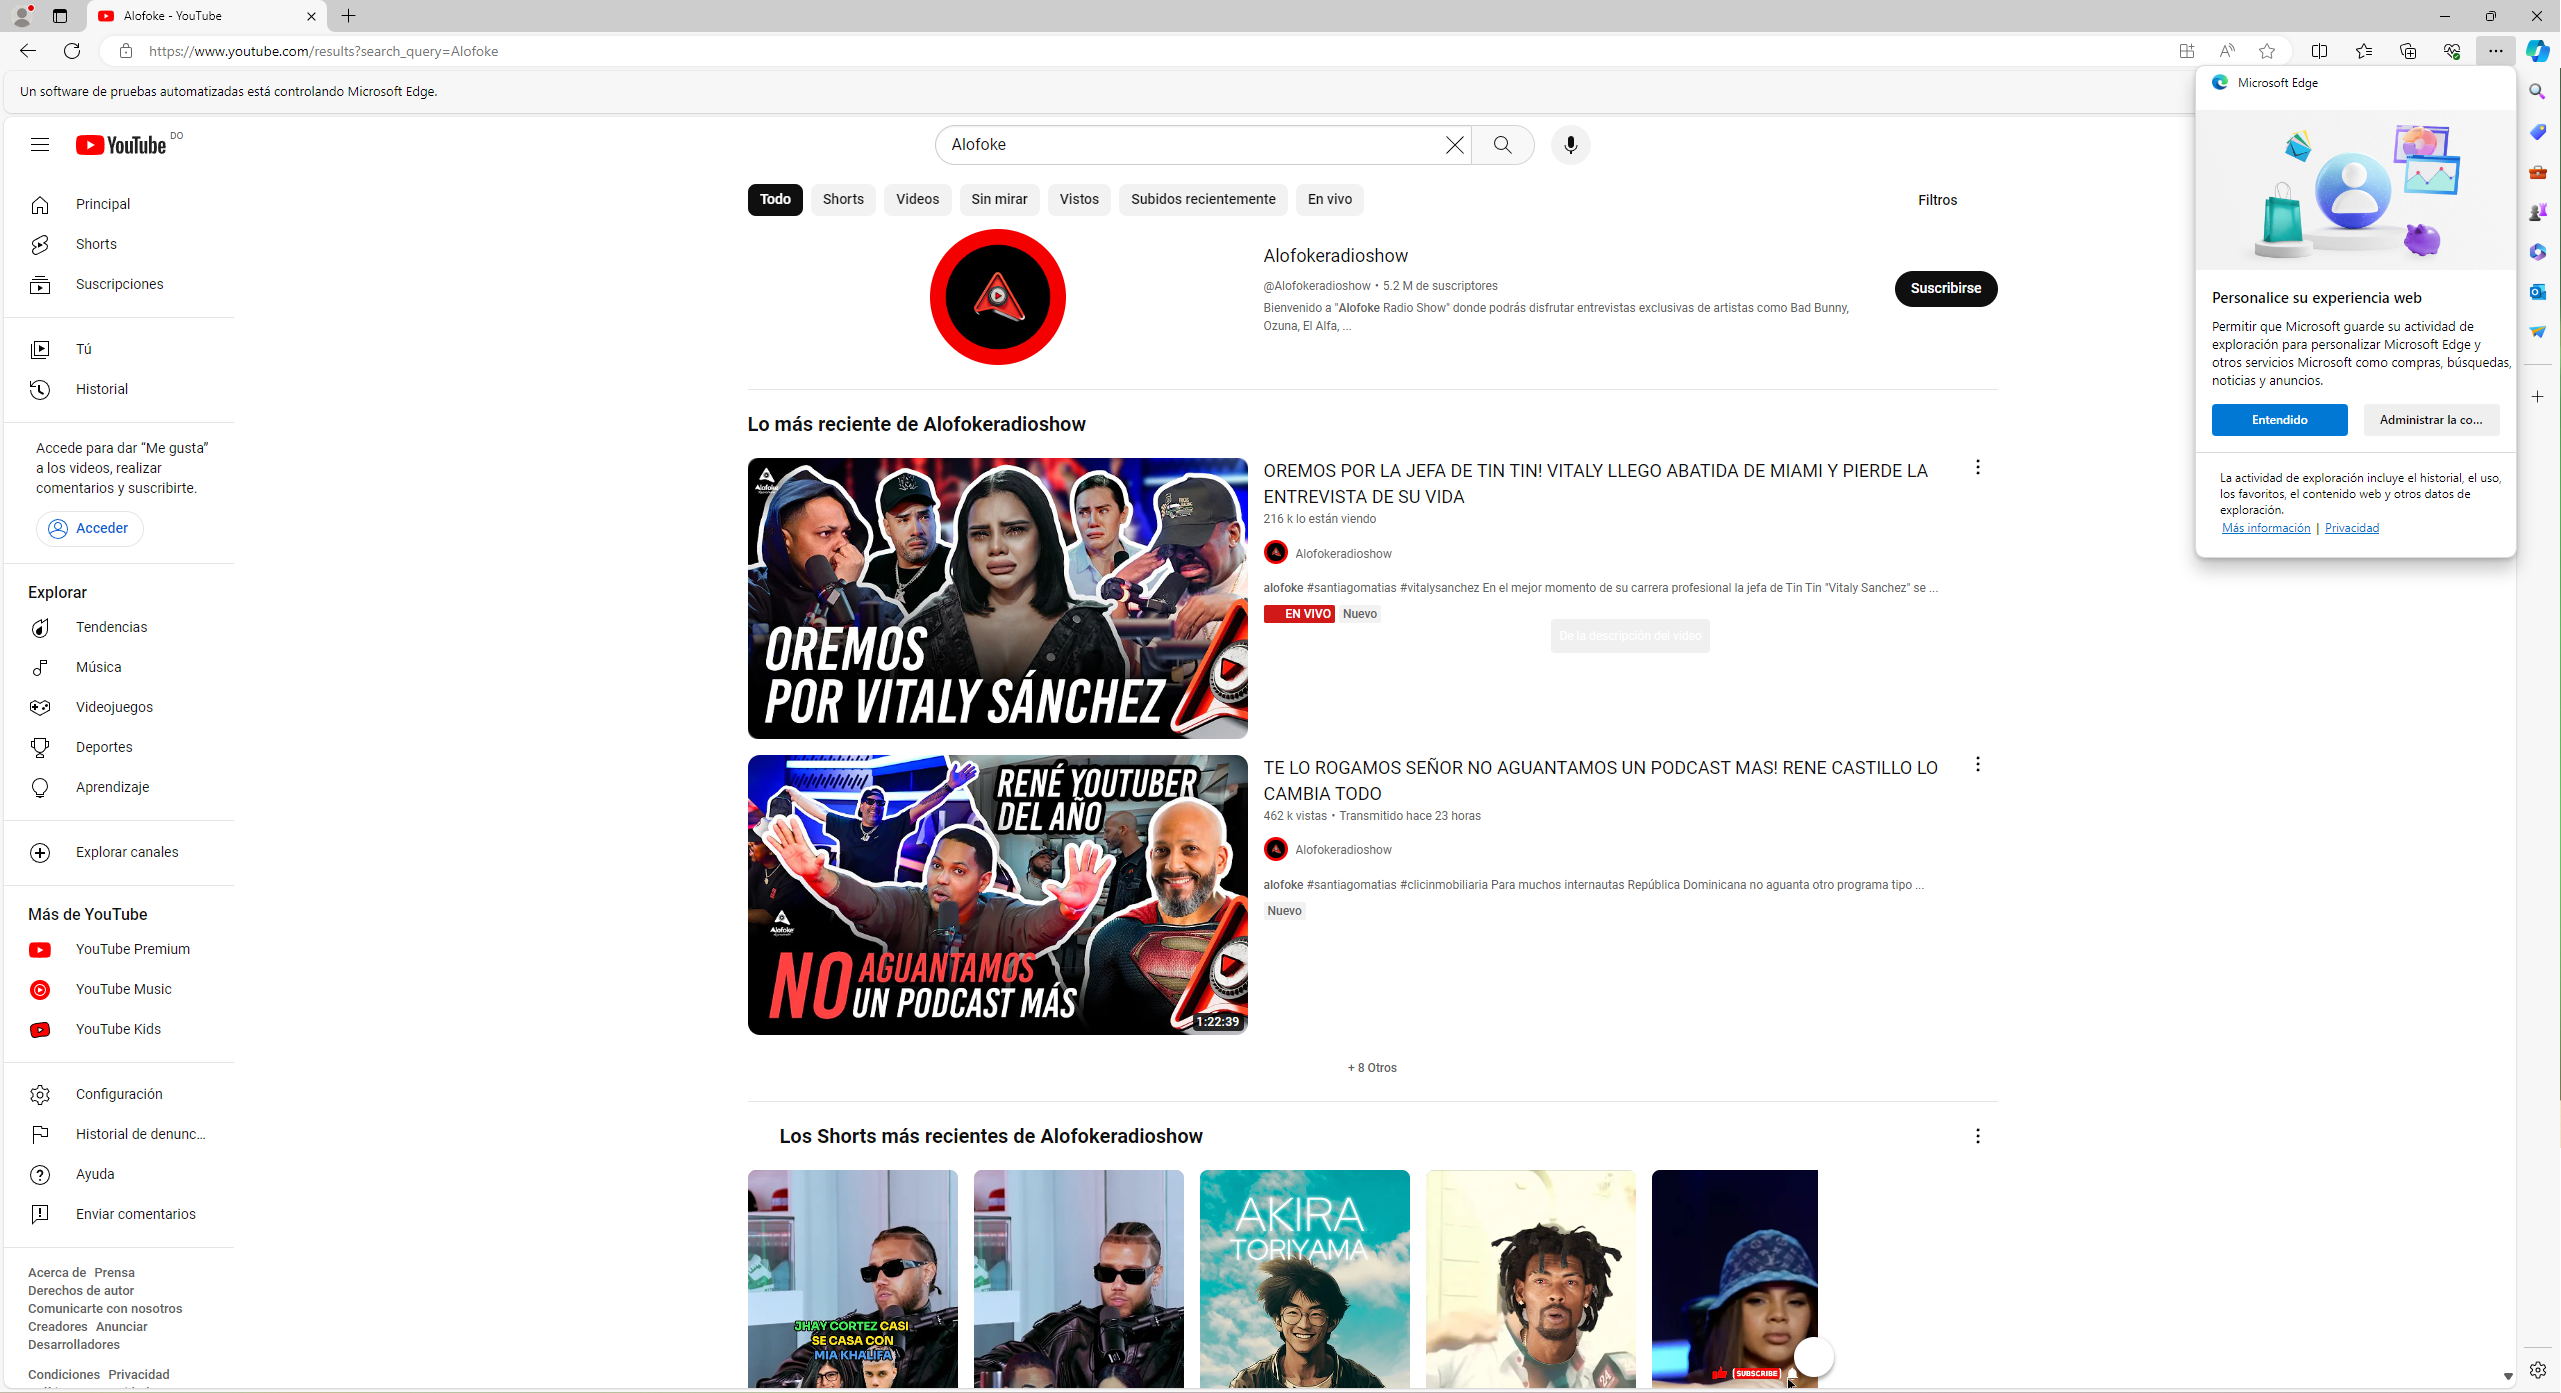 Alofoke - YouTube
https://www.youtube.com/results?search_query=Alofoke
Un software de pruebas automatizadas está controlando Microsoft Edge.
YouTube DO
Alofoke
Principal
Shorts
Suscripciones
Tú
Historial
Accede para dar “Me gusta”
a los videos, realizar
comentarios y suscribirte.
Acceder
Explorar
Tendencias
Música
Videojuegos
Deportes
Aprendizaje
Explorar canales
Más de YouTube
YouTube Premium
YouTube Music
YouTube Kids
Configuración
Historial de denunc...
Ayuda
Enviar comentarios
Acerca de Prensa
Derechos de autor
Comunicarte con nosotros
Creadores Anunciar
Desarrolladores
Condiciones Privacidad
Todo
Shorts
Videos
Sin mirar
Vistos
Subidos recientemente
En vivo
Filtros
Alofokeradioshow
@Alofokeradioshow • 5.2 M de suscriptores
Bienvenido a "Alofoke Radio Show" donde podrás disfrutar entrevistas exclusivas de artistas como Bad Bunny,
Ozuna, El Alfa, ...
Suscribirse
Lo más reciente de Alofokeradioshow
Alofoke
OREMOS
POR VITALY SÁNCHEZ
OREMOS POR LA JEFA DE TIN TIN! VITALY LLEGO ABATIDA DE MIAMI Y PIERDE LA
ENTREVISTA DE SU VIDA
216 k lo están viendo
Alofokeradioshow
alofoke #santiagomatias #vitalysanchez En el mejor momento de su carrera profesional la jefa de Tin Tin "Vitaly Sanchez" se ...
EN VIVO
Nuevo
De la descripción del video
RENÉ YOUTUBER
DEL AÑO
Alofoke
NO AGUANTAMOS
UN PODCAST MÁS
1:22:39
TE LO ROGAMOS SEÑOR NO AGUANTAMOS UN PODCAST MAS! RENE CASTILLO LO
CAMBIA TODO
462 k vistas • Transmitido hace 23 horas
Alofokeradioshow
alofoke #santiagomatias #clicinmobiliaria Para muchos internautas República Dominicana no aguanta otro programa tipo ...
Nuevo
+ 8 Otros
Los Shorts más recientes de Alofokeradioshow
JHAY CORTEZ CASI
SE CASA CON
MIA KHALIFA
AKIRA
TORIYAMA
SUBSCRIBE
Microsoft Edge
Personalice su experiencia web
Permitir que Microsoft guarde su actividad de
exploración para personalizar Microsoft Edge y
otros servicios Microsoft como compras, búsquedas,
noticias y anuncios.
Entendido
Administrar la co...
La actividad de exploración incluye el historial, el uso,
los favoritos, el contenido web y otros datos de
exploración.
Más información | Privacidad